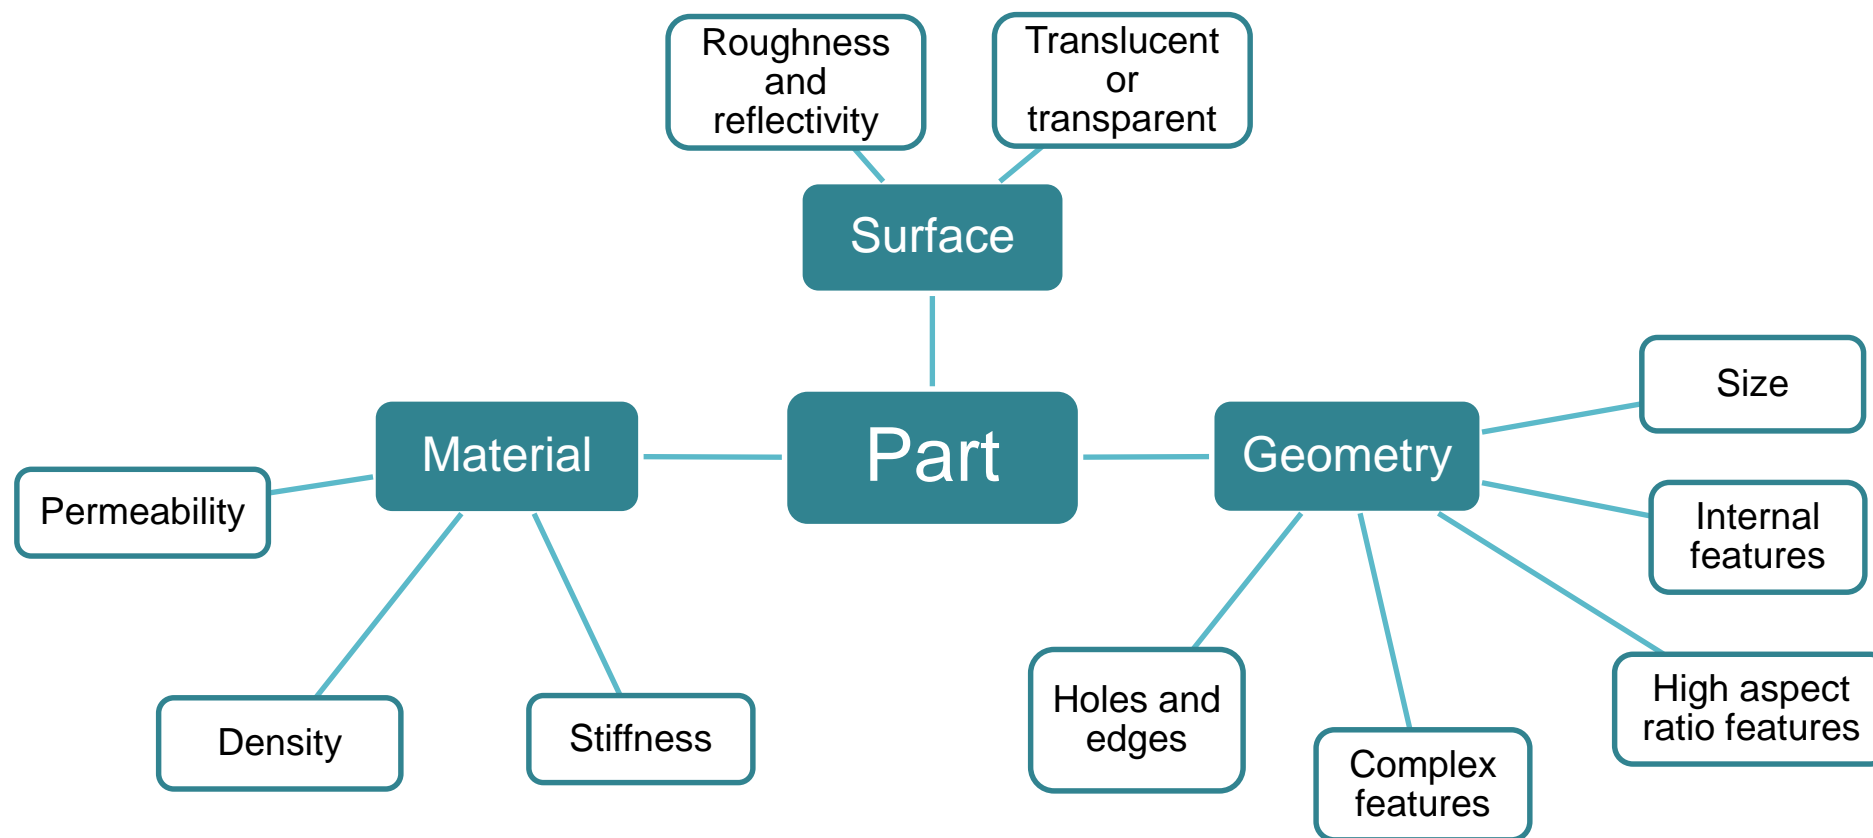 Roughness
and
reflectivity
Translucent
or
transparent
Surface
Size
Material
Part
Geometry
Permeability
Internal
features
Density
Stiffness
Holes and
edges
Complex
features
High aspect
ratio features